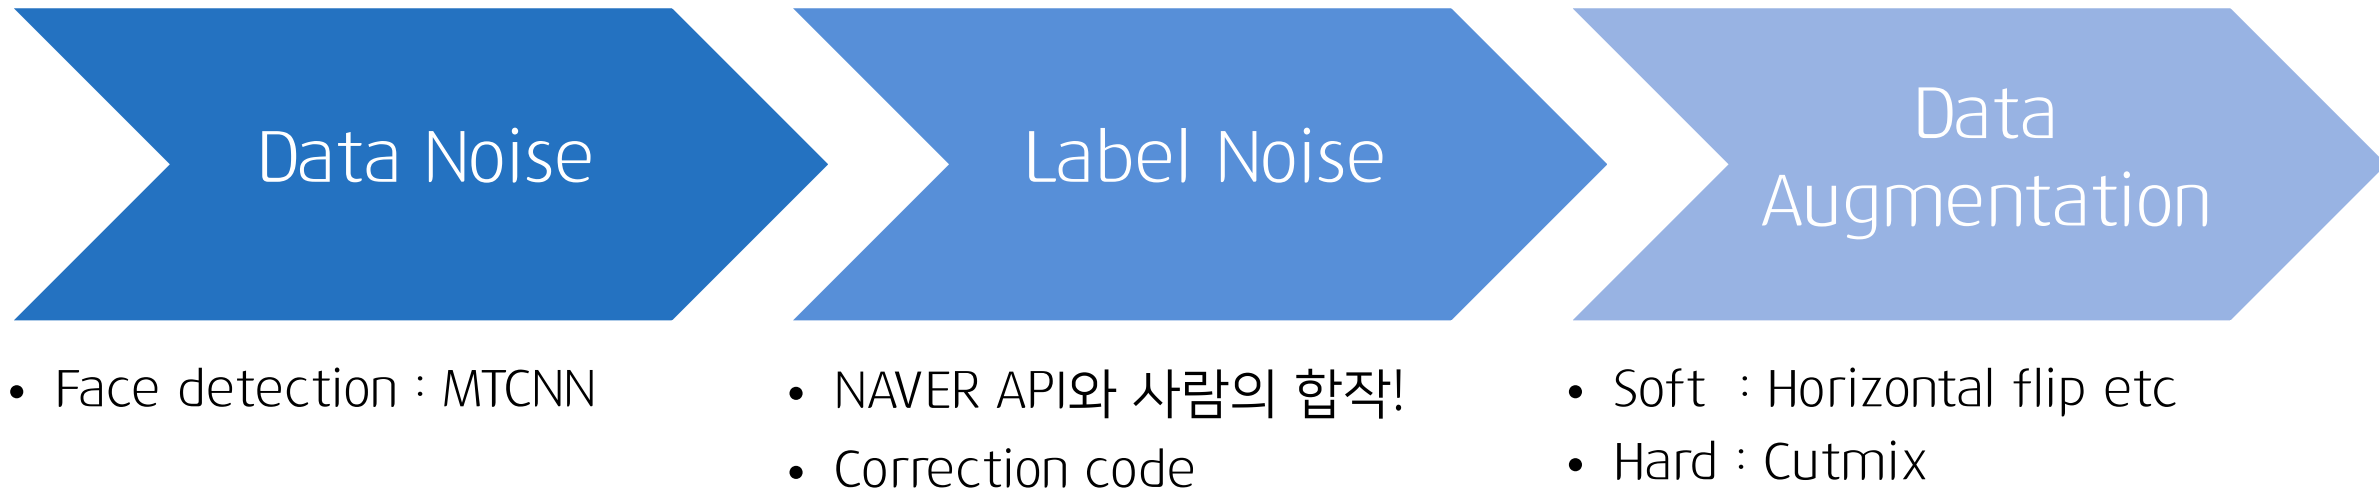 Data Noise
Label Noise
Data
Augmentation
• Face detection : MTCNN
• NAVER API와 사람의 합작!
• Correction code
• Soft : Horizontal flip etc
• Hard : Cutmix